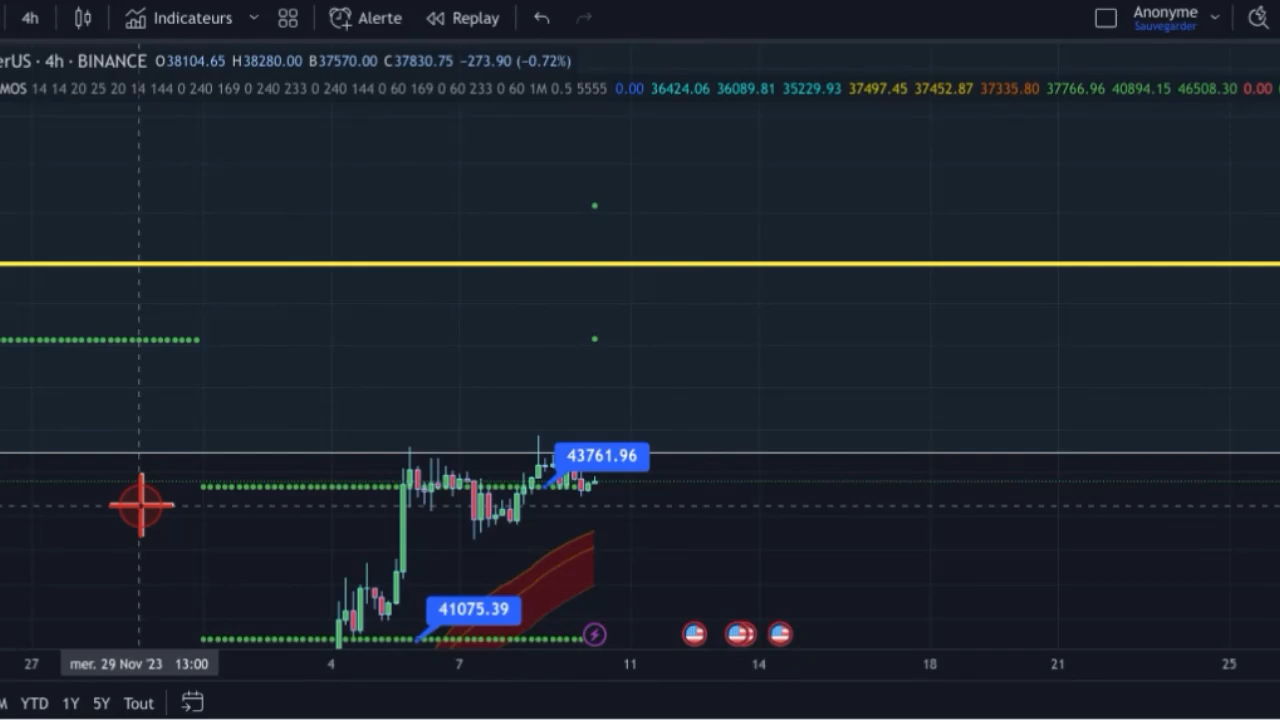 4h Indicateurs Alerte Replay Anonyme
Sauvegarder
erUS · 4h · BINANCE O38104.65 H38280.00 B37570.00 C37830.75 −273.90 (−0.72%)
MOS 14 14 20 25 20 14 144 0 240 169 0 240 233 0 240 144 0 60 169 0 60 233 0 60 1M 0.5 5555 0.00 36424.06 36089.81 35229.93 37497.45 37452.87 37335.80 37766.96 40894.15 46508.30 0.00
43761.96
41075.39
27 mer. 29 Nov '23 13:00 4 7 11 14 18 21 25
M YTD 1Y 5Y Tout